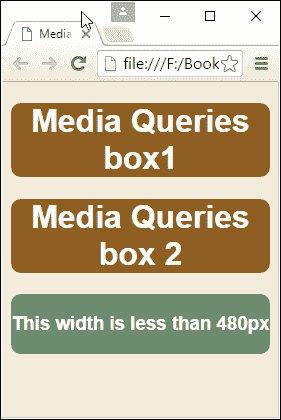 Media
file:///F:/Book
Media Queries
box1
Media Queries
box 2
This width is less than 480px